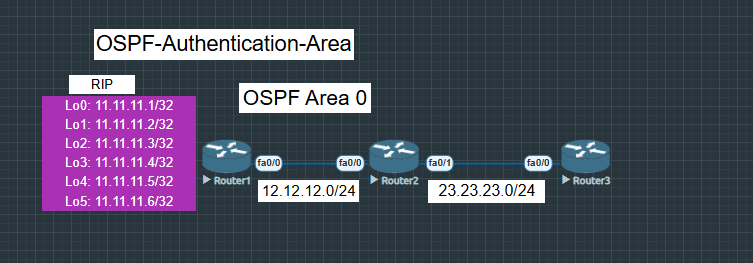 OSPF-Authentication-Area
RIP
OSPF Area 0
Lo0: 11.11.11.1/32
Lo1: 11.11.11.2/32
Lo2: 11.11.11.3/32
Lo3: 11.11.11.4/32
Lo4: 11.11.11.5/32
Lo5: 11.11.11.6/32
fa0/0
fa0/0
fa0/1
fa0/0
Router1
Router2
Router3
12.12.12.0/24
23.23.23.0/24